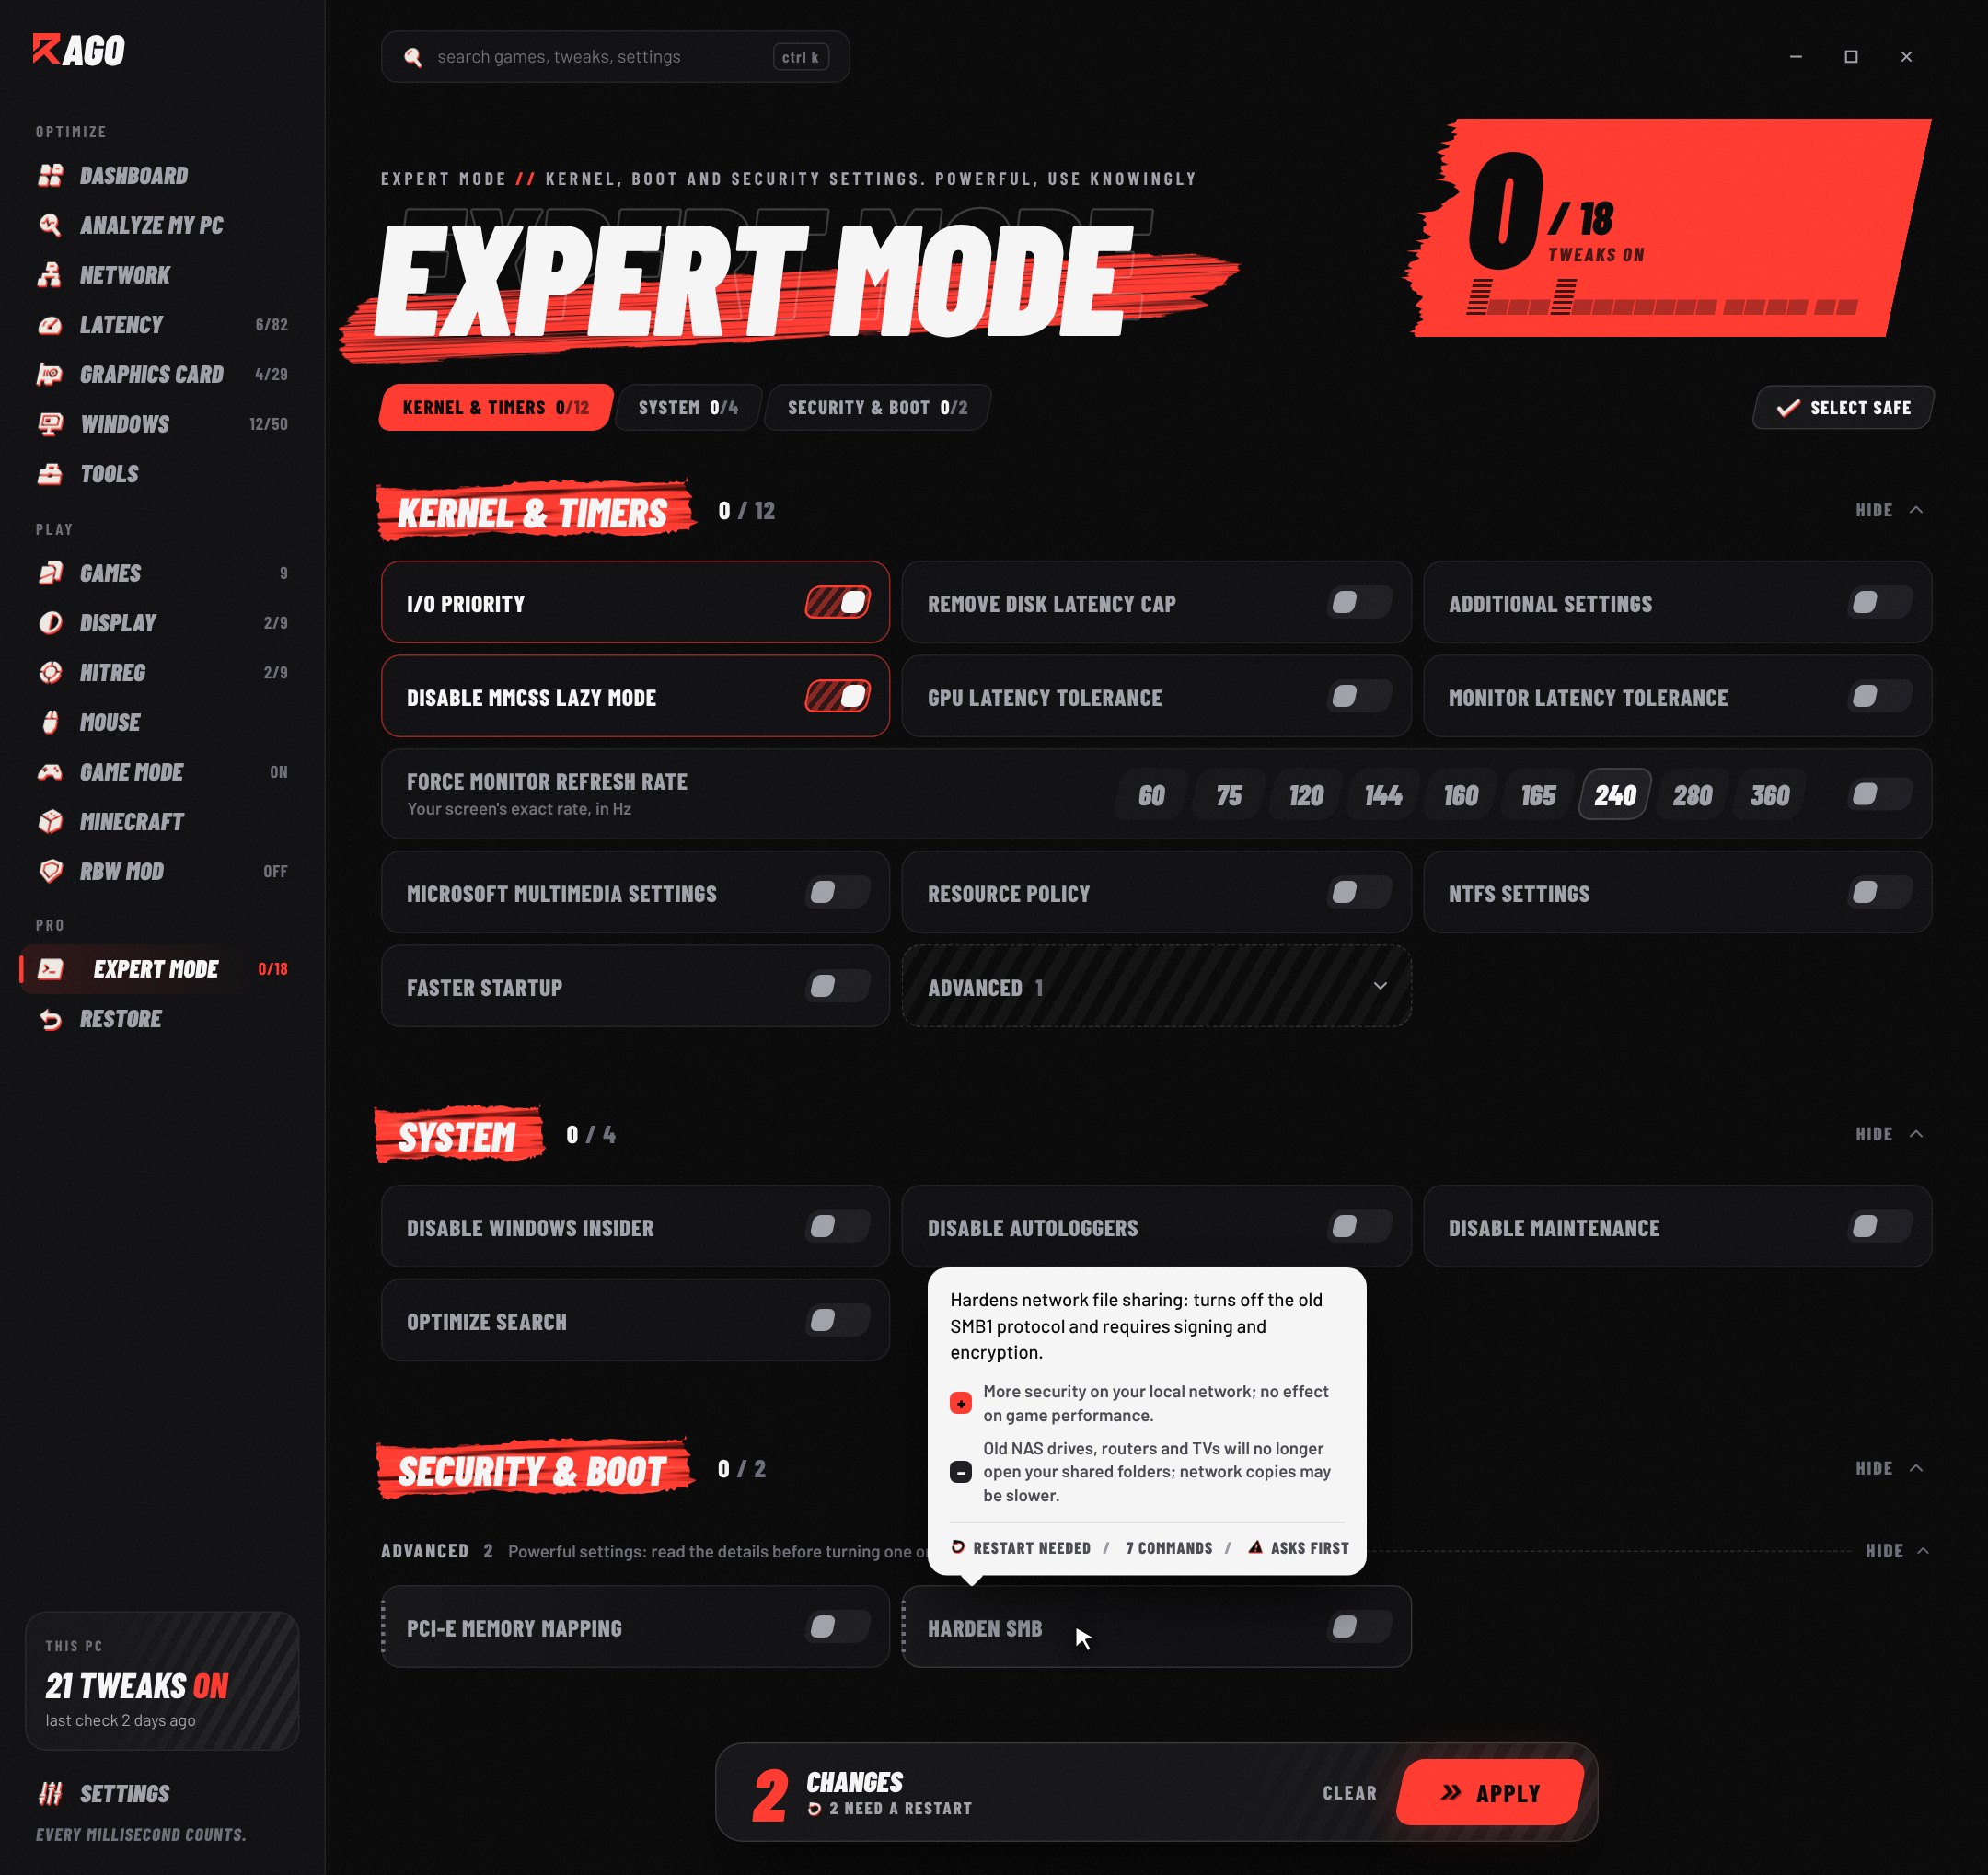 RAGO
search games, tweaks, settings
ctrl k
OPTIMIZE
DASHBOARD
ANALYZE MY PC
NETWORK
LATENCY 6/82
GRAPHICS CARD 4/29
WINDOWS 12/50
TOOLS
PLAY
GAMES 9
DISPLAY 2/9
HITREG 2/9
MOUSE
GAME MODE ON
MINECRAFT
RBW MOD OFF
PRO
EXPERT MODE 0/18
RESTORE
THIS PC
21 TWEAKS ON
last check 2 days ago
SETTINGS
EVERY MILLISECOND COUNTS.
EXPERT MODE // KERNEL, BOOT AND SECURITY SETTINGS. POWERFUL, USE KNOWINGLY
EXPERT MODE
0 / 18
TWEAKS ON
KERNEL & TIMERS 0/12
SYSTEM 0/4
SECURITY & BOOT 0/2
SELECT SAFE
KERNEL & TIMERS 0 / 12
HIDE
I/O PRIORITY
REMOVE DISK LATENCY CAP
ADDITIONAL SETTINGS
DISABLE MMCSS LAZY MODE
GPU LATENCY TOLERANCE
MONITOR LATENCY TOLERANCE
FORCE MONITOR REFRESH RATE
Your screen's exact rate, in Hz
60 75 120 144 160 165 240 280 360
MICROSOFT MULTIMEDIA SETTINGS
RESOURCE POLICY
NTFS SETTINGS
FASTER STARTUP
ADVANCED 1
SYSTEM 0 / 4
HIDE
DISABLE WINDOWS INSIDER
DISABLE AUTOLOGGERS
DISABLE MAINTENANCE
OPTIMIZE SEARCH
Hardens network file sharing: turns off the old
SMB1 protocol and requires signing and
encryption.
More security on your local network; no effect
on game performance.
Old NAS drives, routers and TVs will no longer
open your shared folders; network copies may
be slower.
RESTART NEEDED / 7 COMMANDS / ASKS FIRST
SECURITY & BOOT 0 / 2
HIDE
ADVANCED 2 Powerful settings: read the details before turning one
HIDE
PCI-E MEMORY MAPPING
HARDEN SMB
2 CHANGES
2 NEED A RESTART
CLEAR
APPLY